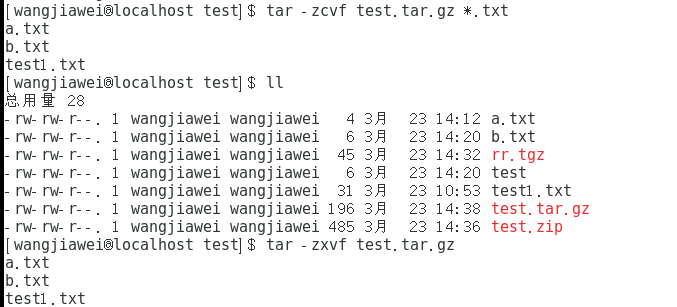 [wangjiawei@localhost test]$ tar -zcvf test.tar.gz *.txt
a.txt
b.txt
test1.txt
[wangjiawei@localhost test]$ ll
总用量 28
-rw-rw-r--. 1 wangjiawei wangjiawei   4 3月  23 14:12 a.txt
-rw-rw-r--. 1 wangjiawei wangjiawei   6 3月  23 14:20 b.txt
-rw-rw-r--. 1 wangjiawei wangjiawei  45 3月  23 14:32 rr.tgz
-rw-rw-r--. 1 wangjiawei wangjiawei   6 3月  23 14:20 test
-rw-rw-r--. 1 wangjiawei wangjiawei  31 3月  23 10:53 test1.txt
-rw-rw-r--. 1 wangjiawei wangjiawei 196 3月  23 14:38 test.tar.gz
-rw-rw-r--. 1 wangjiawei wangjiawei 485 3月  23 14:36 test.zip
[wangjiawei@localhost test]$ tar -zxvf test.tar.gz
a.txt
b.txt
test1.txt